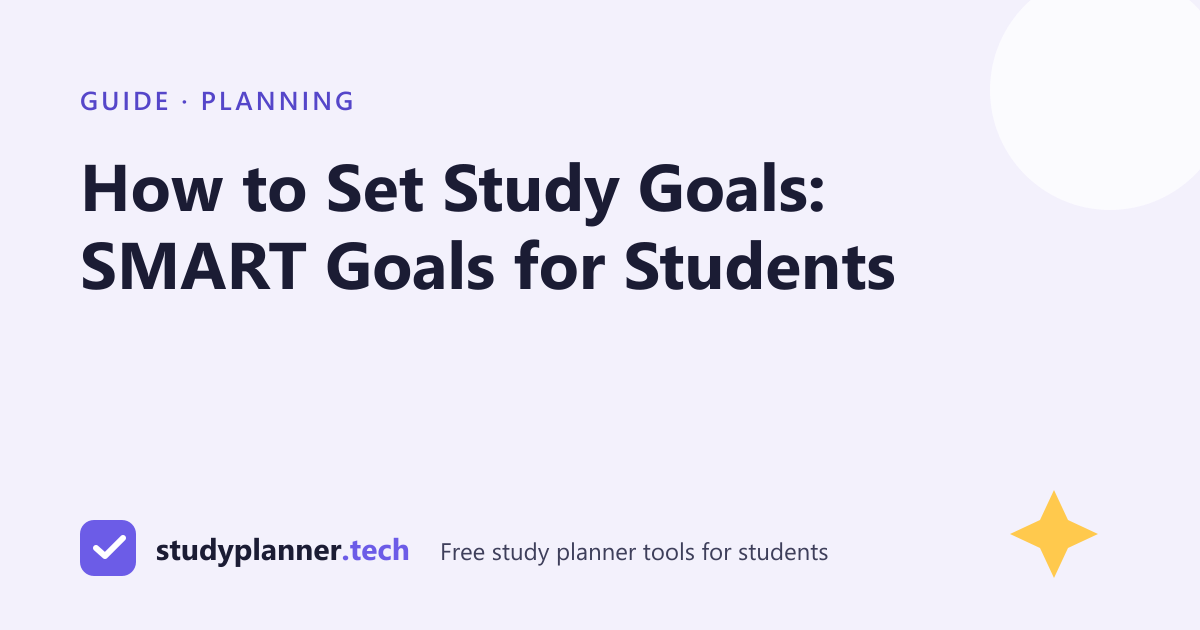 GUIDE · PLANNING
How to Set Study Goals:
SMART Goals for Students
studyplanner.tech Free study planner tools for students